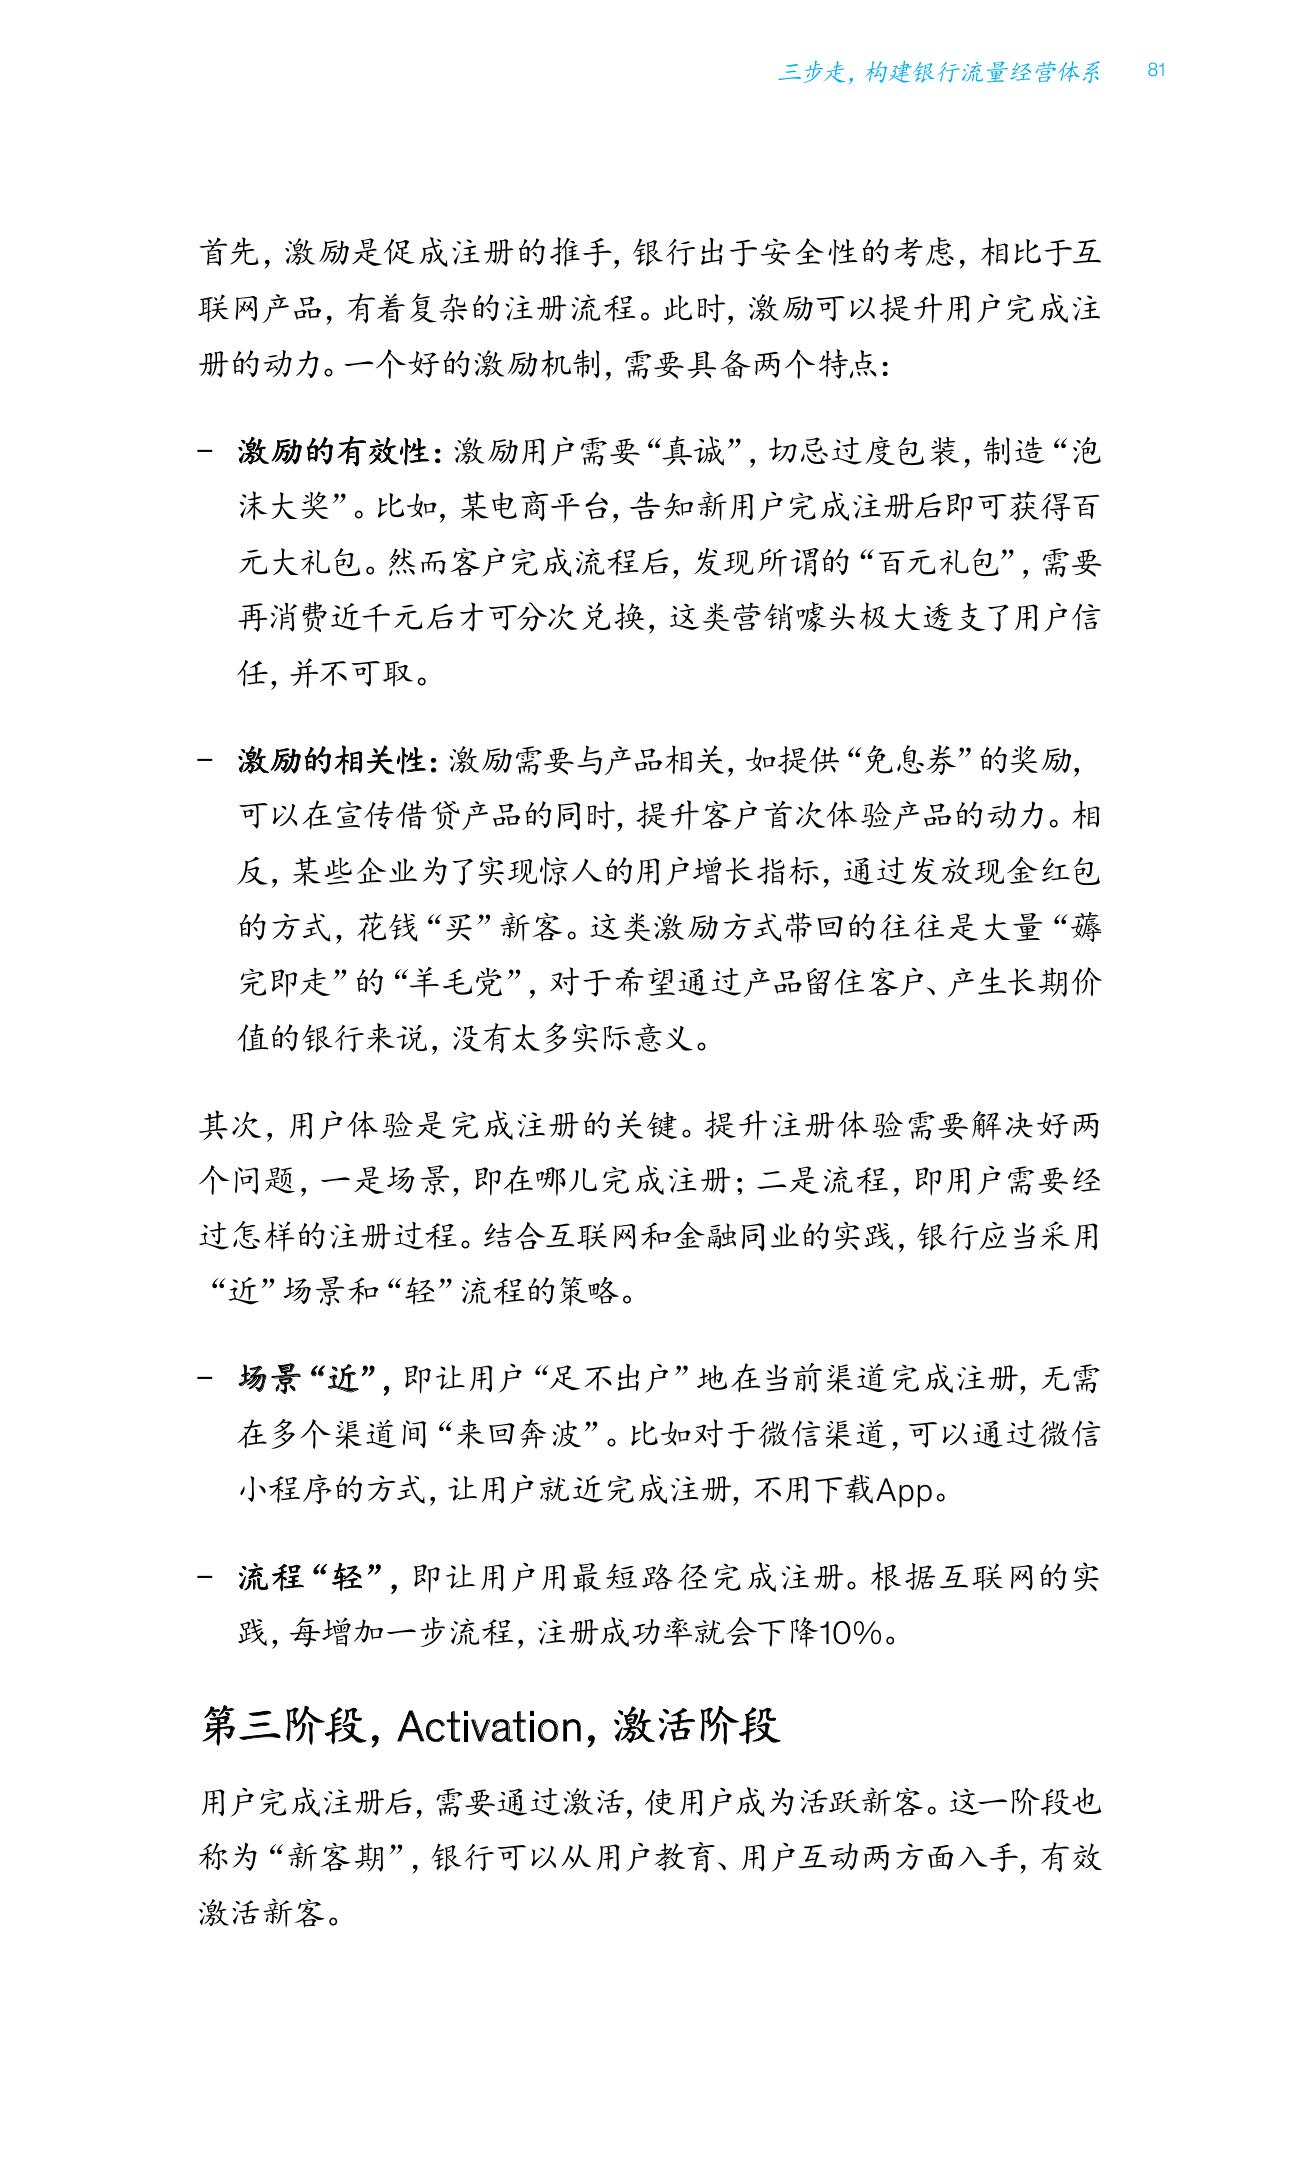 三步走，构建银行流量经营体系 81
首先，激励是促成注册的推手，银行出于安全性的考虑，相比于互
联网产品，有着复杂的注册流程。此时，激励可以提升用户完成注
册的动力。一个好的激励机制，需要具备两个特点：
– 激励的有效性：激励用户需要“真诚”，切忌过度包装，制造“泡
沫大奖”。比如，某电商平台，告知新用户完成注册后即可获得百
元大礼包。然而客户完成流程后，发现所谓的“百元礼包”，需要
再消费近千元后才可分次兑换，这类营销噱头极大透支了用户信
任，并不可取。
– 激励的相关性：激励需要与产品相关，如提供“免息券”的奖励，
可以在宣传借贷产品的同时，提升客户首次体验产品的动力。相
反，某些企业为了实现惊人的用户增长指标，通过发放现金红包
的方式，花钱“买”新客。这类激励方式带回的往往是大量“薅
完即走”的“羊毛党”，对于希望通过产品留住客户、产生长期价
值的银行来说，没有太多实际意义。
其次，用户体验是完成注册的关键。提升注册体验需要解决好两
个问题，一是场景，即在哪儿完成注册；二是流程，即用户需要经
过怎样的注册过程。结合互联网和金融同业的实践，银行应当采用
“近”场景和“轻”流程的策略。
– 场景“近”，即让用户“足不出户”地在当前渠道完成注册，无需
在多个渠道间“来回奔波”。比如对于微信渠道，可以通过微信
小程序的方式，让用户就近完成注册，不用下载App。
– 流程“轻”，即让用户用最短路径完成注册。根据互联网的实
践，每增加一步流程，注册成功率就会下降10%。
第三阶段，Activation，激活阶段
用户完成注册后，需要通过激活，使用户成为活跃新客。这一阶段也
称为“新客期”，银行可以从用户教育、用户互动两方面入手，有效
激活新客。